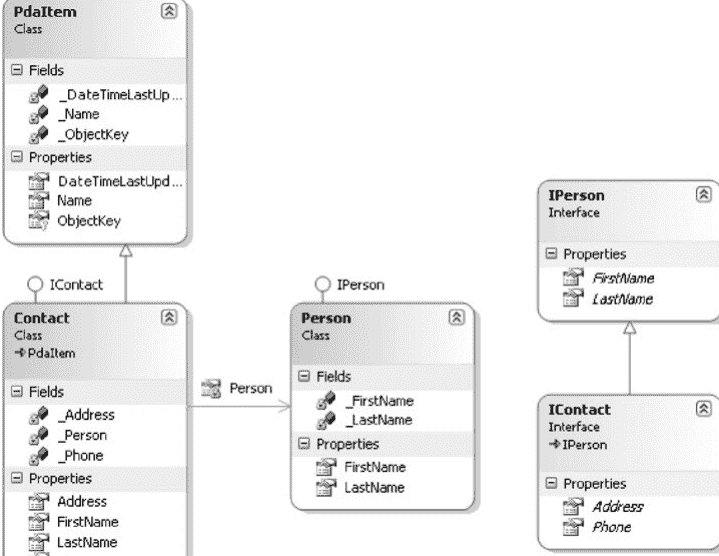 PdaItem
Class
Fields
_DateTimeLastUp...
_Name
_ObjectKey
Properties
DateTimeLastUpd...
Name
ObjectKey
IContact
Contact
Class
PdaItem
Fields
_Address
_Person
_Phone
Properties
Address
FirstName
LastName
Person
IPerson
Person
Class
Fields
_FirstName
_LastName
Properties
FirstName
LastName
IPerson
Interface
Properties
FirstName
LastName
IContact
Interface
IPerson
Properties
Address
Phone